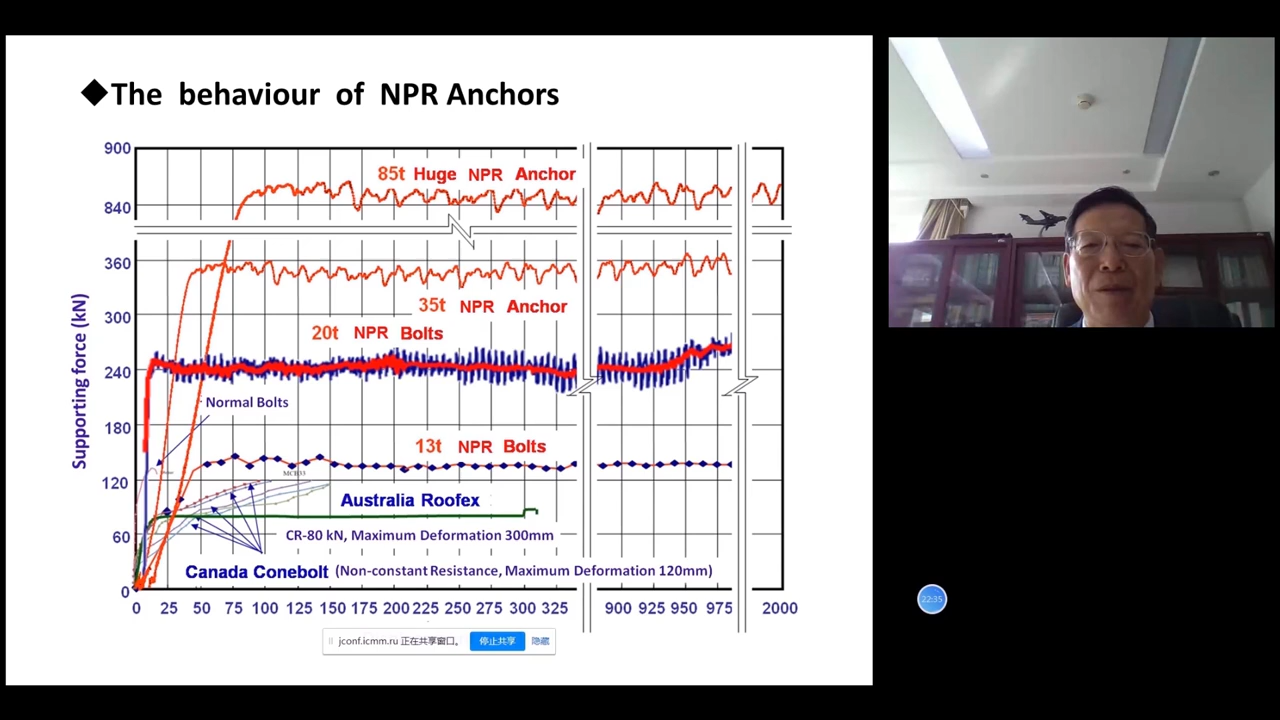 ◆The behaviour of NPR Anchors
900
85t Huge NPR Anchor
840
360
35t NPR Anchor
300
20t NPR Bolts
240
Normal Bolts
180
13t NPR Bolts
MCB33
120
Australia Roofex
CR-80 kN, Maximum Deformation 300mm
60
Canada Conebolt (Non-constant Resistance, Maximum Deformation 120mm)
0
Supporting force (kN)
0 25 50 75 100 125 150 175 200 225 250 275 300 325 900 925 950 975 2000
jconf.icmm.ru 正在共享窗口。 停止共享 隐藏
22:35